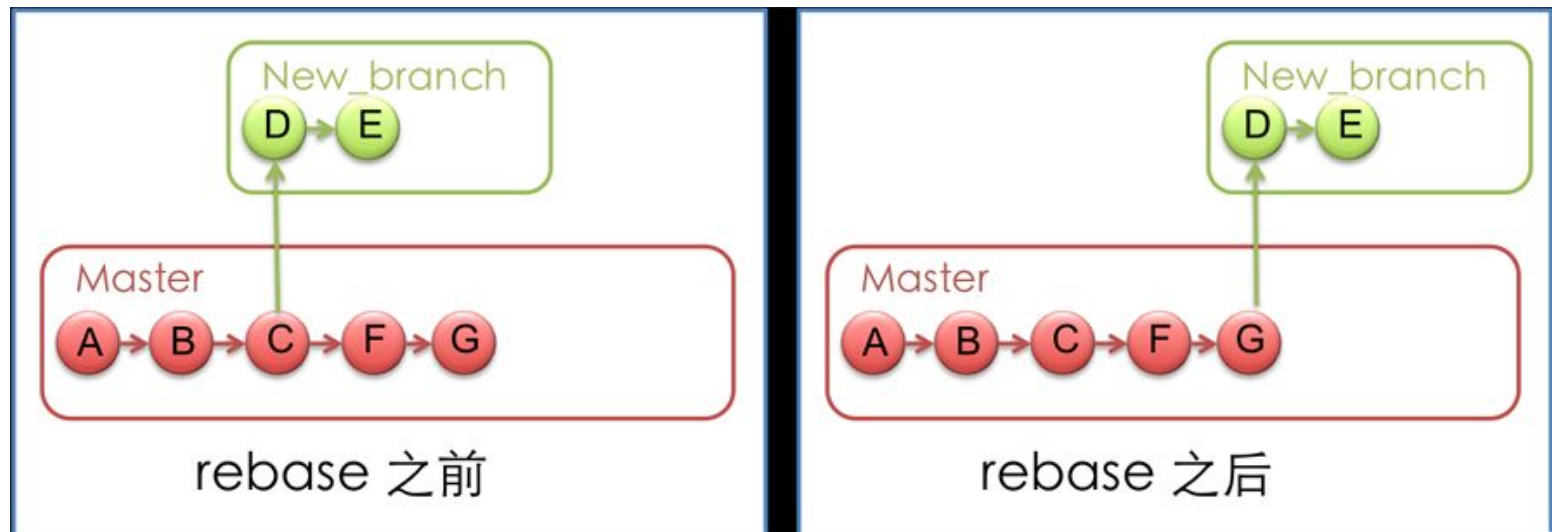 New_branch
D E
Master
A B C F G
rebase 之前
New_branch
D E
Master
A B C F G
rebase 之后